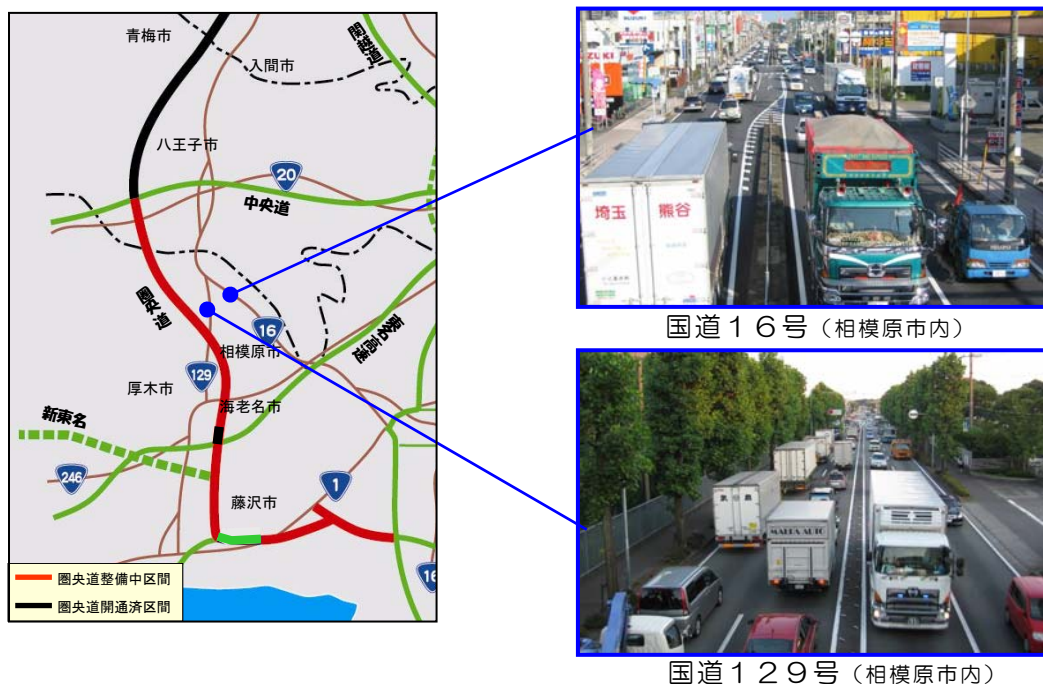 青梅市
入間市
関越道
八王子市
20
中央道
圏央道
16
相模原市
東名高速
129
厚木市
海老名市
新東名
246
藤沢市
1
16
圏央道整備中区間
圏央道開通済区間
SUZUKI
ZUKI
埼玉 熊谷
国道16号(相模原市内)
MARPA AUTO
国道129号(相模原市内)